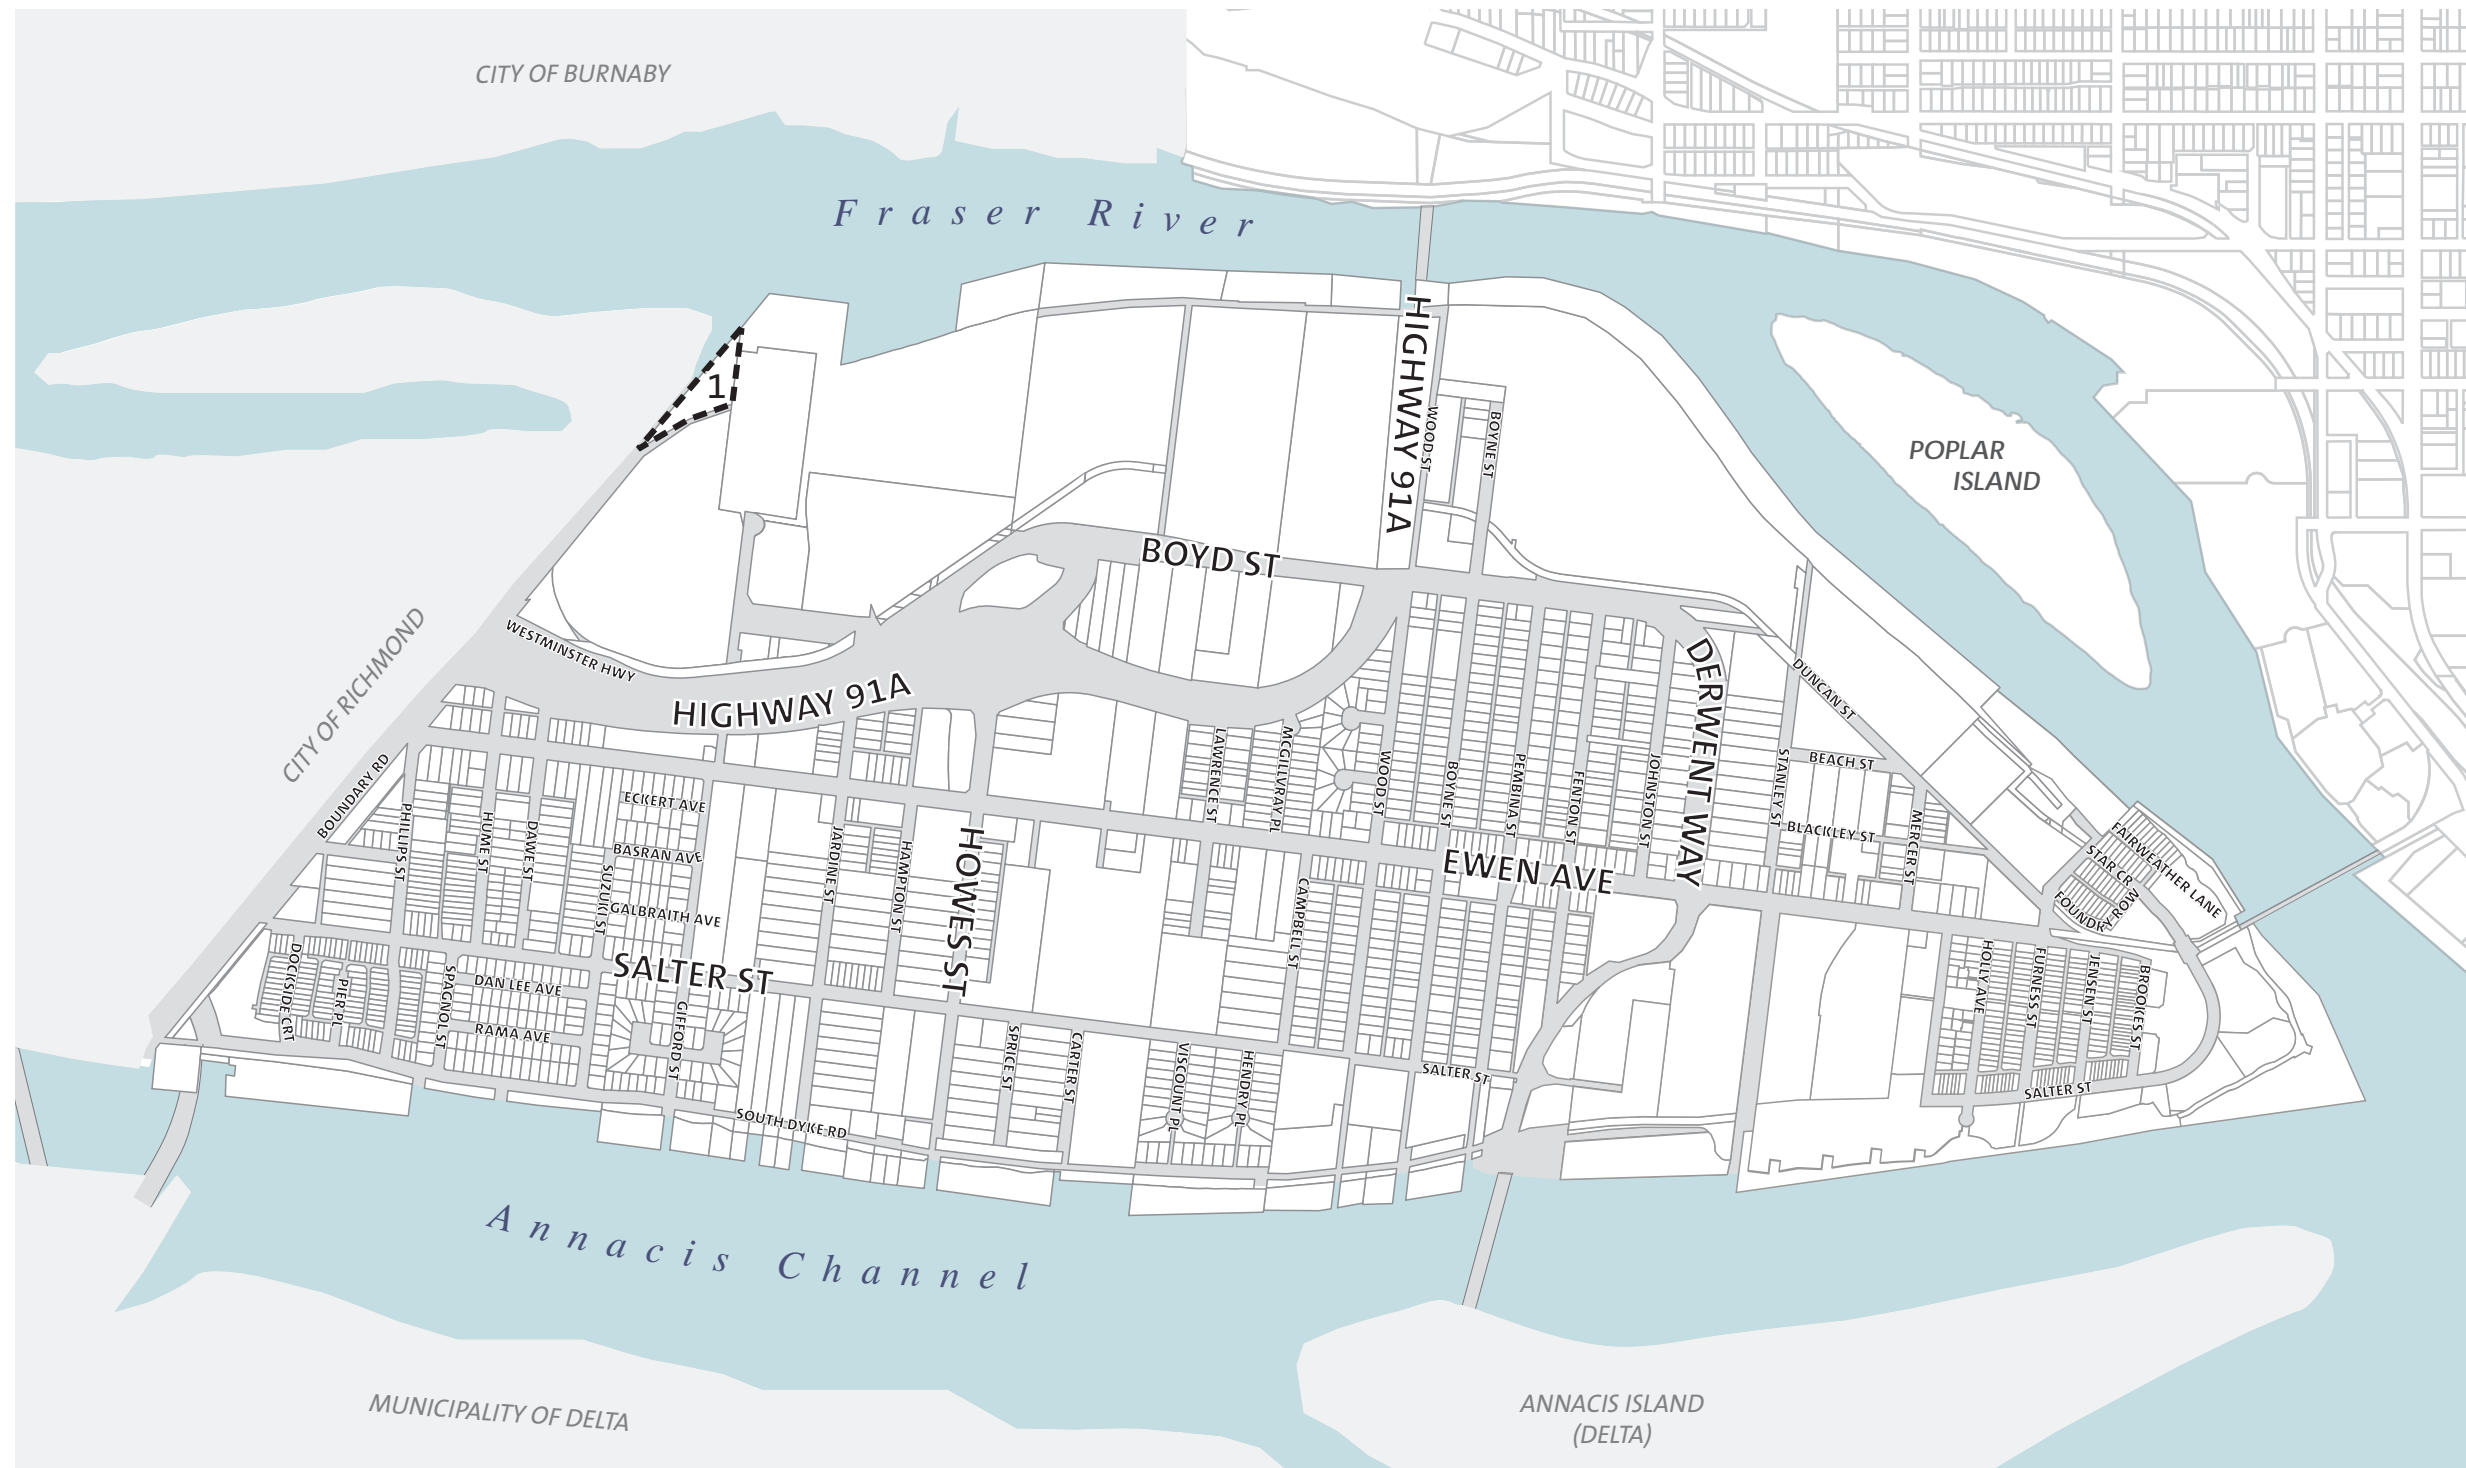 CITY OF BURNABY
Fraser River
1
HIGHWAY 91A
WOOD ST
BOYNE ST
POPLAR
ISLAND
BOYD ST
CITY OF RICHMOND
WESTMINSTER HWY
HIGHWAY 91A
DERWENT WAY
DUNCAN ST
BOUNDARY RD
LAWRENCE ST
MCGILLVRAY PL
WOOD ST
BOYNE ST
PEMBINA ST
FENTON ST
JOHNSTON ST
STANLEY ST
BEACH ST
ECKERT AVE
PHILLIPS ST
HUME ST
DAWE ST
BASRAN AVE
SUZUKI ST
GALBRAITH AVE
JARDINE ST
HAMPTON ST
HOWES ST
EWEN AVE
BLACKLEY ST
MERCER ST
FAIRWEATHER LANE
STAR CR
FOUNDRY ROW
CAMPBELL ST
DOCKSIDE CRT
PIER PL
SPAGNOL ST
DAN LEE AVE
SALTER ST
RAMA AVE
GIFFORD ST
SPRICE ST
CARTER ST
VISCOUNT PL
HENDRY PL
SALTER ST
HOLLY AVE
FURNESS ST
JENSEN ST
BROOKES ST
SALTER ST
SOUTH DYKE RD
Annacis Channel
MUNICIPALITY OF DELTA
ANNACIS ISLAND
(DELTA)